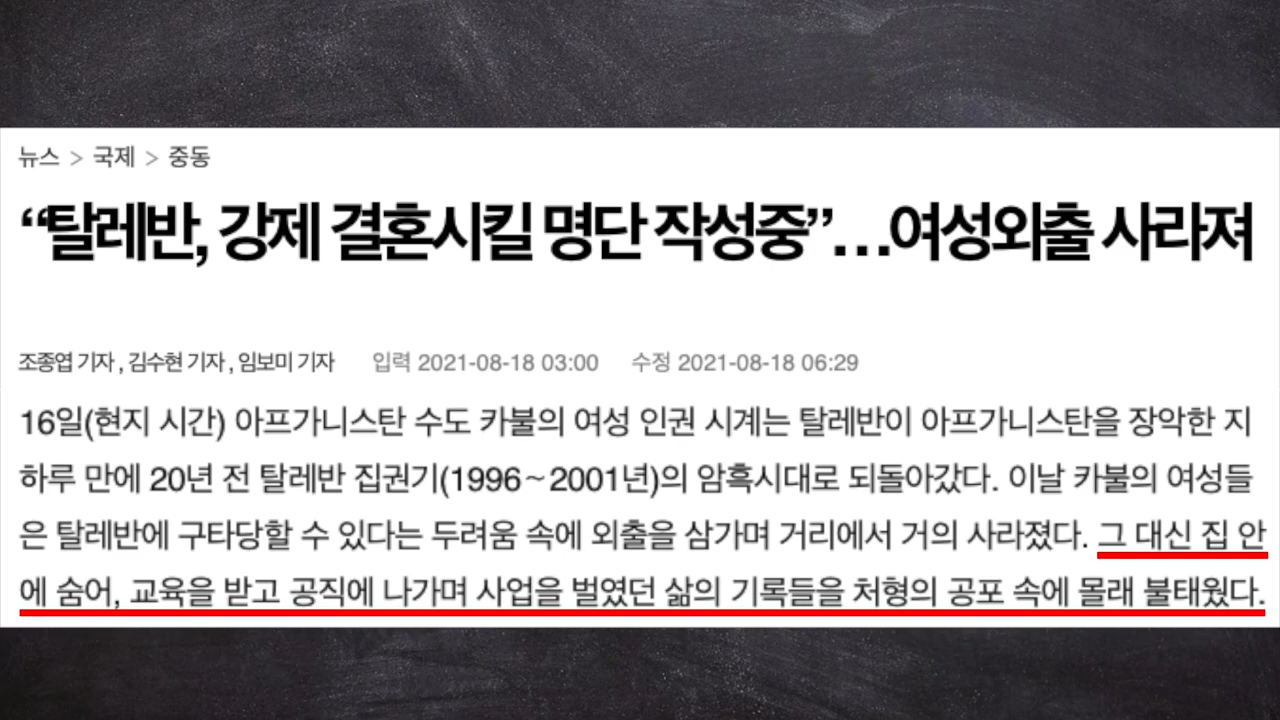 뉴스 > 국제 > 중동
“탈레반, 강제 결혼시킬 명단 작성중”…여성외출 사라져
조종엽 기자 , 김수현 기자 , 임보미 기자 입력 2021-08-18 03:00 수정 2021-08-18 06:29
16일(현지 시간) 아프가니스탄 수도 카불의 여성 인권 시계는 탈레반이 아프가니스탄을 장악한 지
하루 만에 20년 전 탈레반 집권기(1996~2001년)의 암흑시대로 되돌아갔다. 이날 카불의 여성들
은 탈레반에 구타당할 수 있다는 두려움 속에 외출을 삼가며 거리에서 거의 사라졌다. 그 대신 집 안
에 숨어, 교육을 받고 공직에 나가며 사업을 벌였던 삶의 기록들을 처형의 공포 속에 몰래 불태웠다.